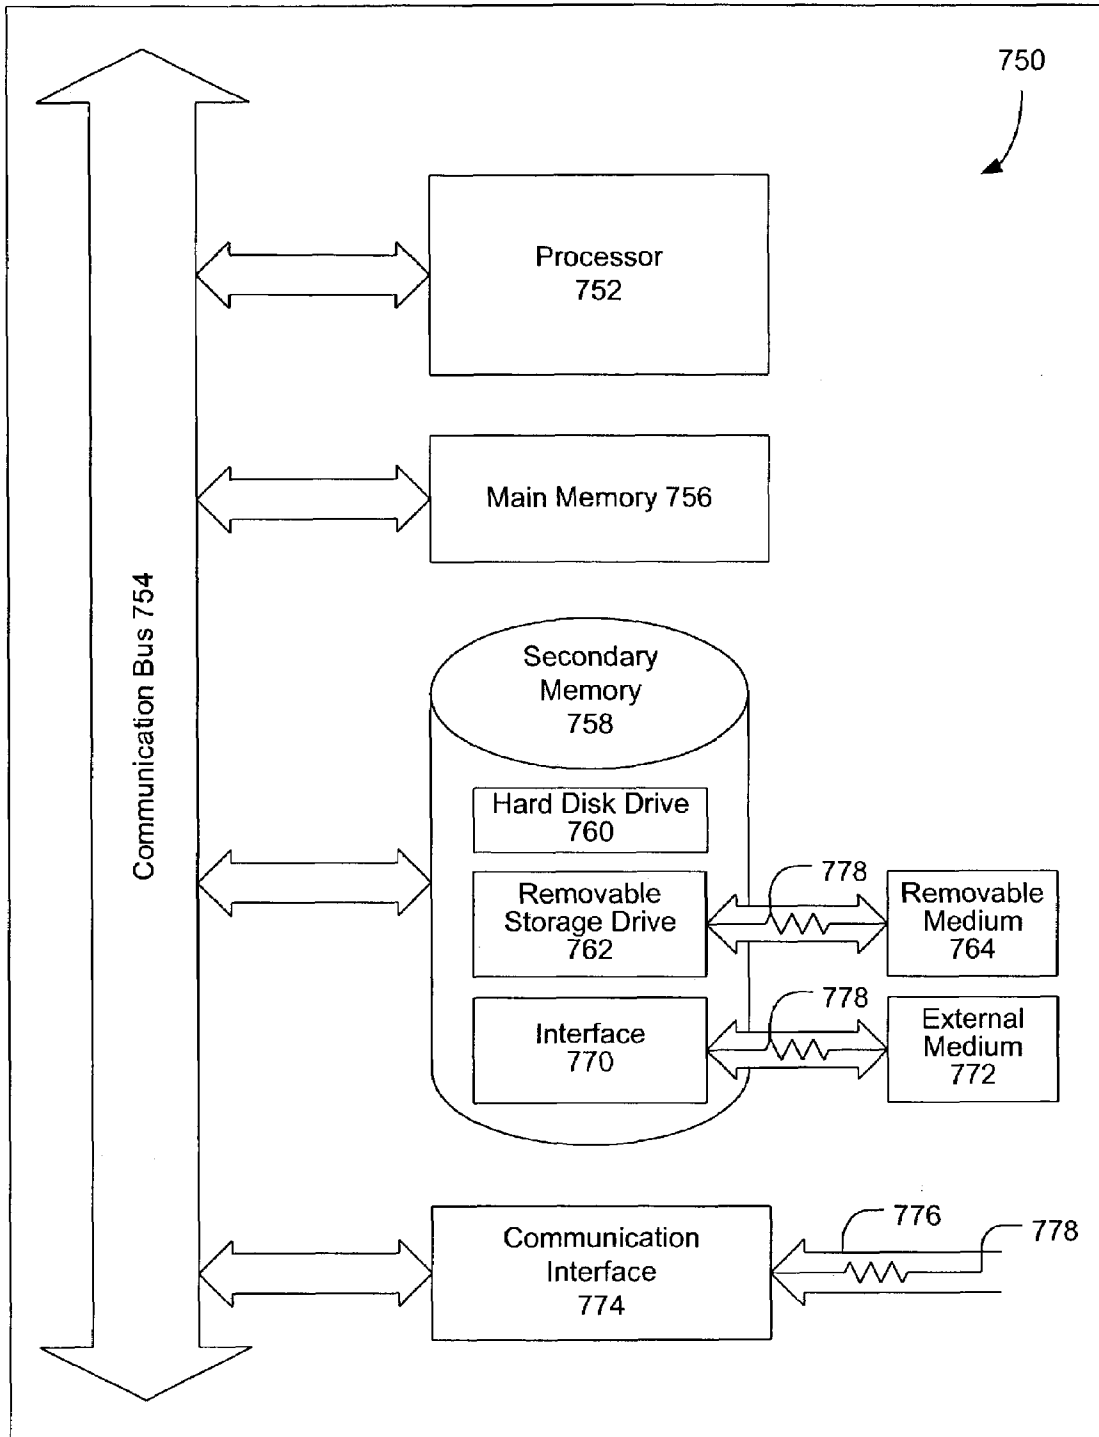 750
Processor
752
Main Memory 756
Communication Bus 754
Secondary
Memory
758
Hard Disk Drive
760
Removable
Storage Drive
762
778
Removable
Medium
764
Interface
770
778
External
Medium
772
Communication
Interface
774
776
778